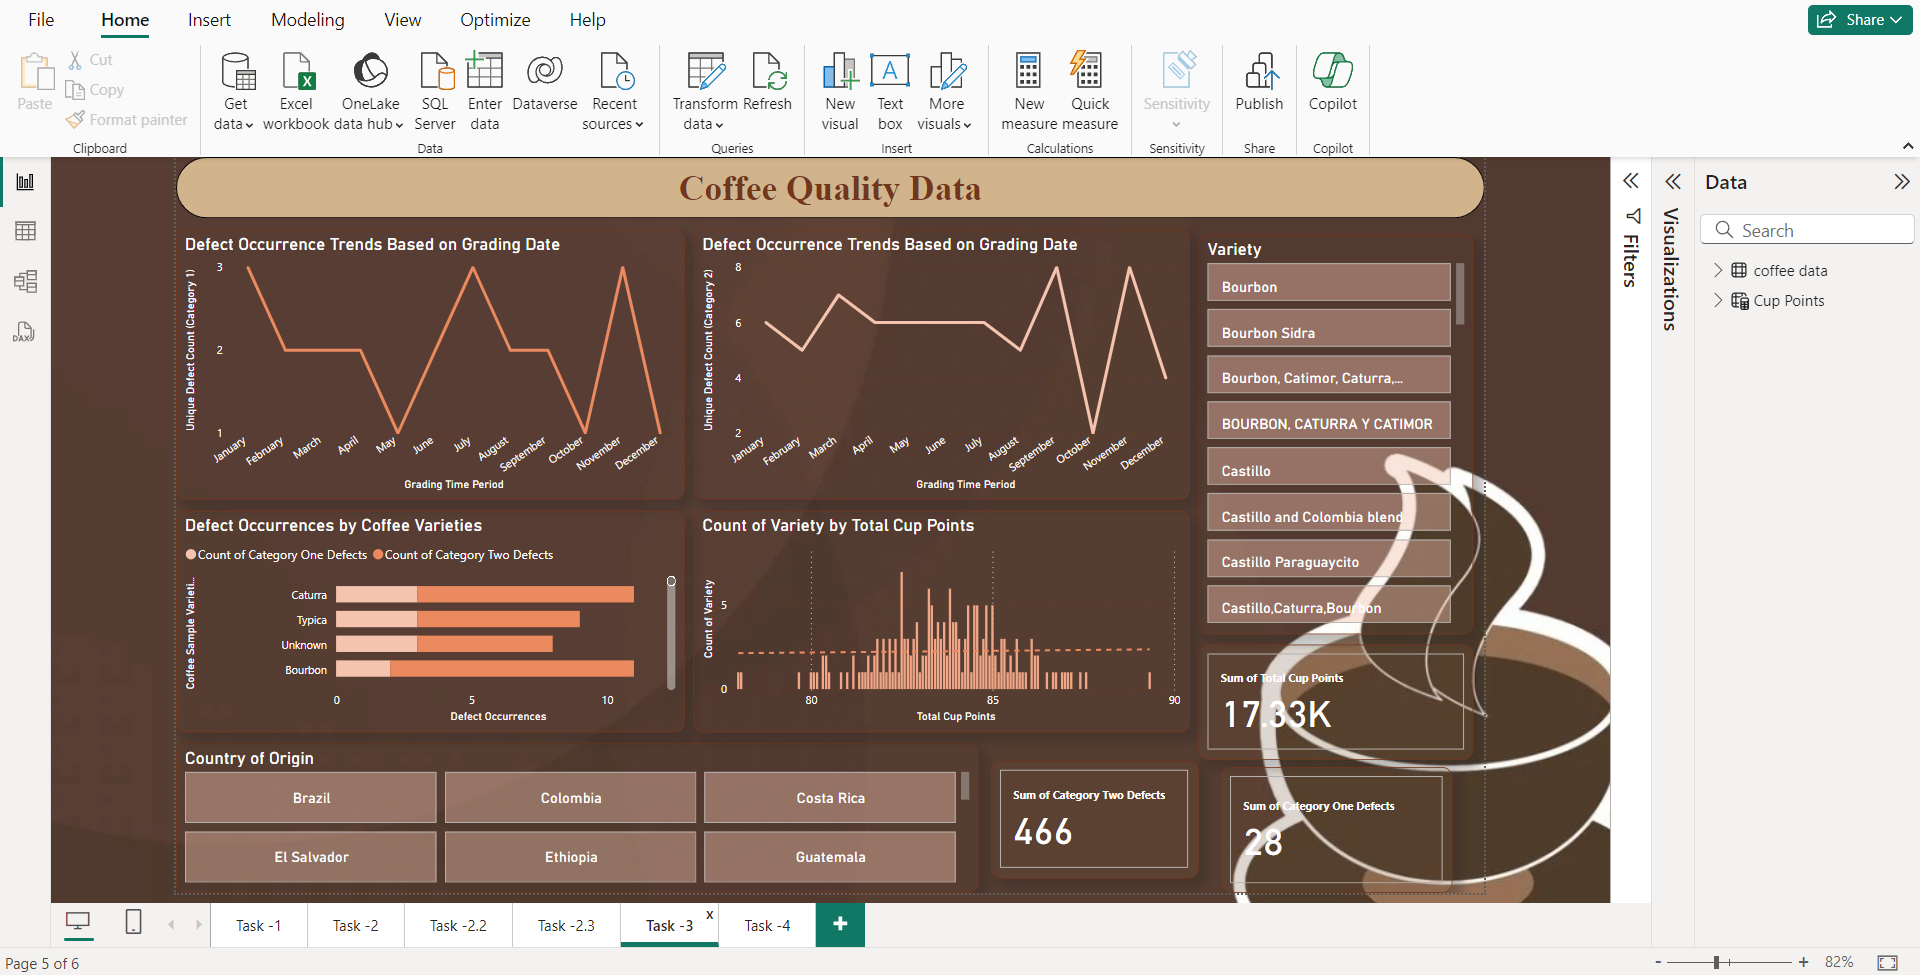 File Home Insert Modeling View Optimize Help Share
Paste
Cut
Copy
Format painter
Clipboard
Get data
Excel workbook
OneLake data hub
SQL Server
Enter data
Dataverse
Recent sources
Data
Transform data
Refresh
Queries
New visual
Text box
More visuals
Insert
New measure
Quick measure
Calculations
Sensitivity
Sensitivity
Publish
Share
Copilot
Copilot
Coffee Quality Data
Defect Occurrence Trends Based on Grading Date
Unique Defect Count (Category 1)
3
2
1
January February March April May June July August September October November December
Grading Time Period
Defect Occurrence Trends Based on Grading Date
Unique Defect Count (Category 2)
8
6
4
2
January February March April May June July August September October November December
Grading Time Period
Variety
Bourbon
Bourbon Sidra
Bourbon, Catimor, Caturra,...
BOURBON, CATURRA Y CATIMOR
Castillo
Castillo and Colombia blend
Castillo Paraguaycito
Castillo,Caturra,Bourbon
Defect Occurrences by Coffee Varieties
Count of Category One Defects Count of Category Two Defects
Coffee Sample Varieti...
Caturra
Typica
Unknown
Bourbon
0 5 10
Defect Occurrences
Count of Variety by Total Cup Points
Count of Variety
5
0
80 85 90
Total Cup Points
Sum of Total Cup Points
17.33K
Country of Origin
Brazil Colombia Costa Rica
El Salvador Ethiopia Guatemala
Sum of Category Two Defects
466
Sum of Category One Defects
28
Filters
Visualizations
Data
Search
coffee data
Cup Points
DAX
Task -1 Task -2 Task -2.2 Task -2.3 Task -3 x Task -4 +
Page 5 of 6
- + 82%